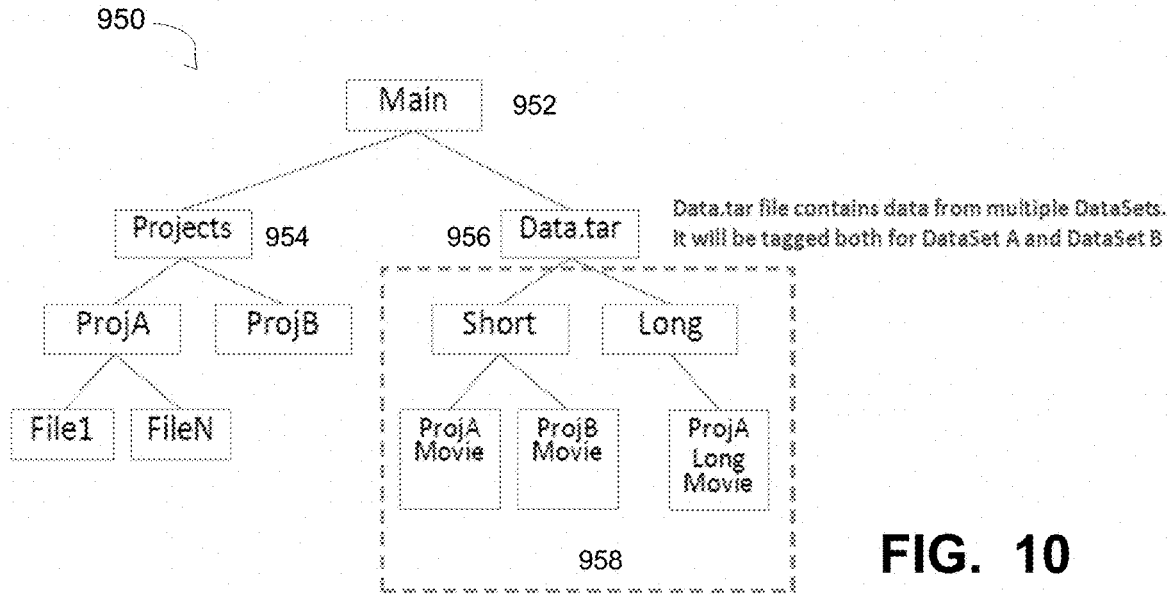 950
Main 952
Projects 954 956 Data.tar
Data.tar file contains data from multiple DataSets.
It will be tagged both for DataSet A and DataSet B
ProjA ProjB Short Long
File1 FileN
ProjA Movie
ProjB Movie
ProjA Long Movie
958
FIG. 10